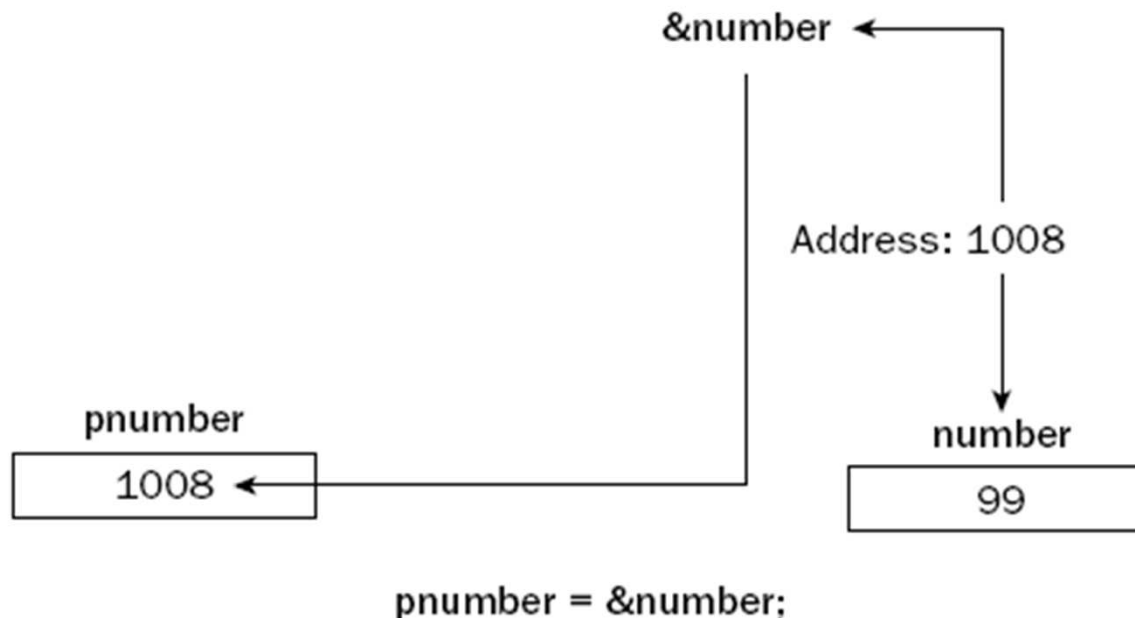 &number
Address: 1008
pnumber
number
1008
99
pnumber = &number;